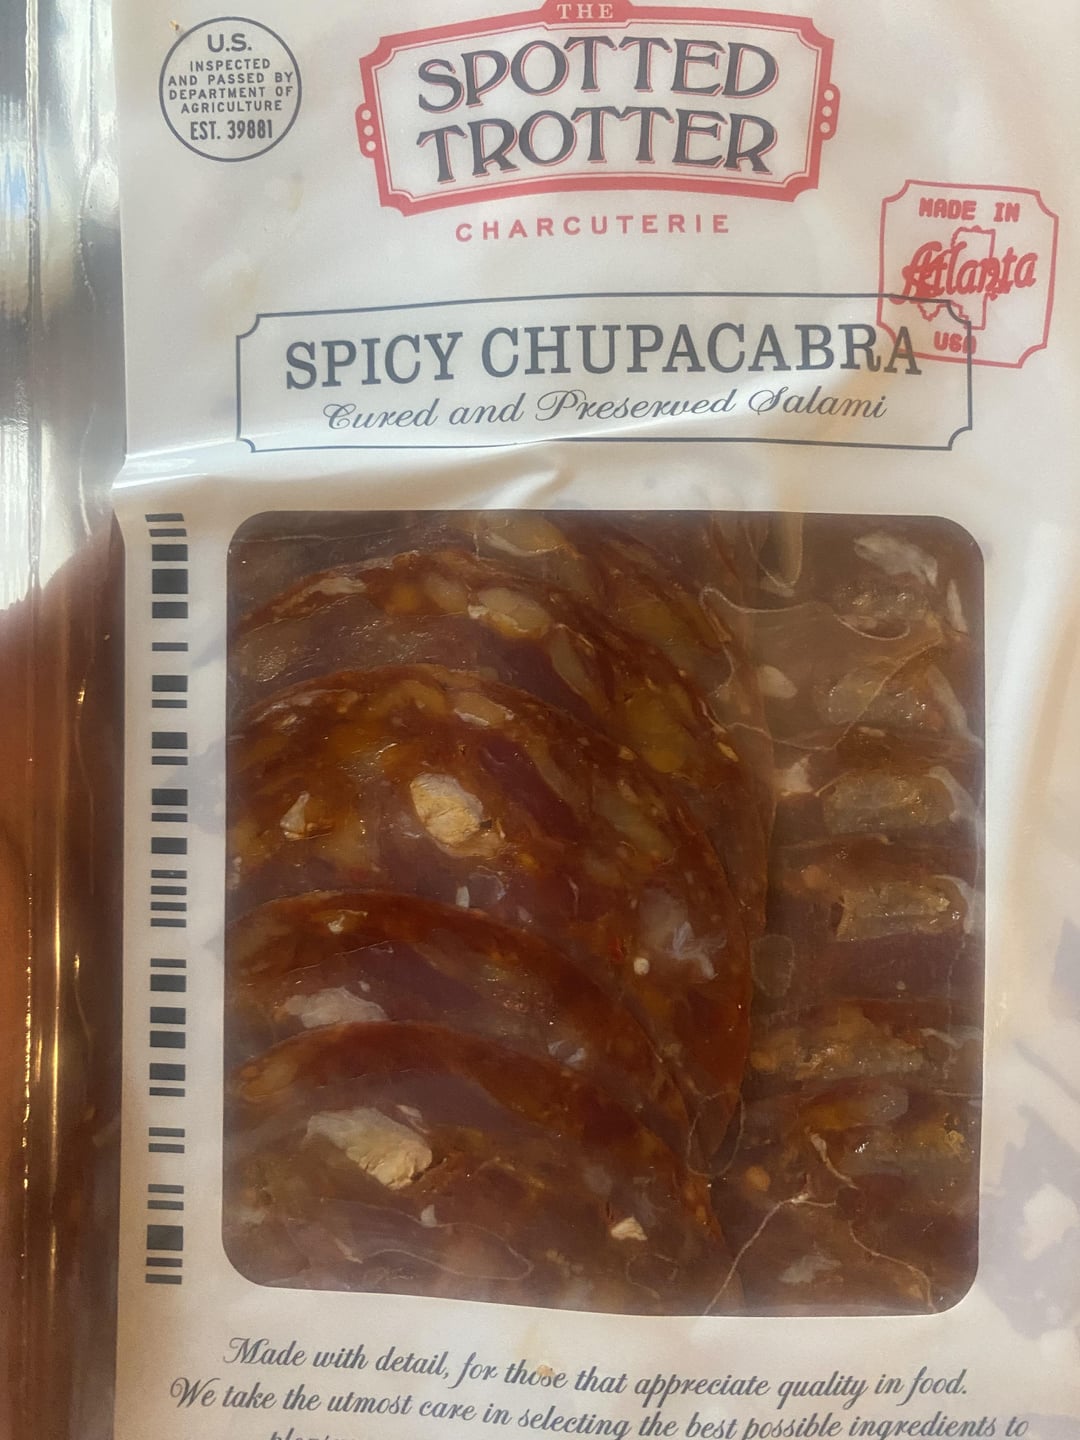 U.S.
INSPECTED
AND PASSED BY
DEPARTMENT OF
AGRICULTURE
EST. 39881
THE
SPOTTED
TROTTER
CHARCUTERIE
MADE IN
Atlanta
USA
SPICY CHUPACABRA
Cured and Preserved Salami
Made with detail, for those that appreciate quality in food.
We take the utmost care in selecting the best possible ingredients to